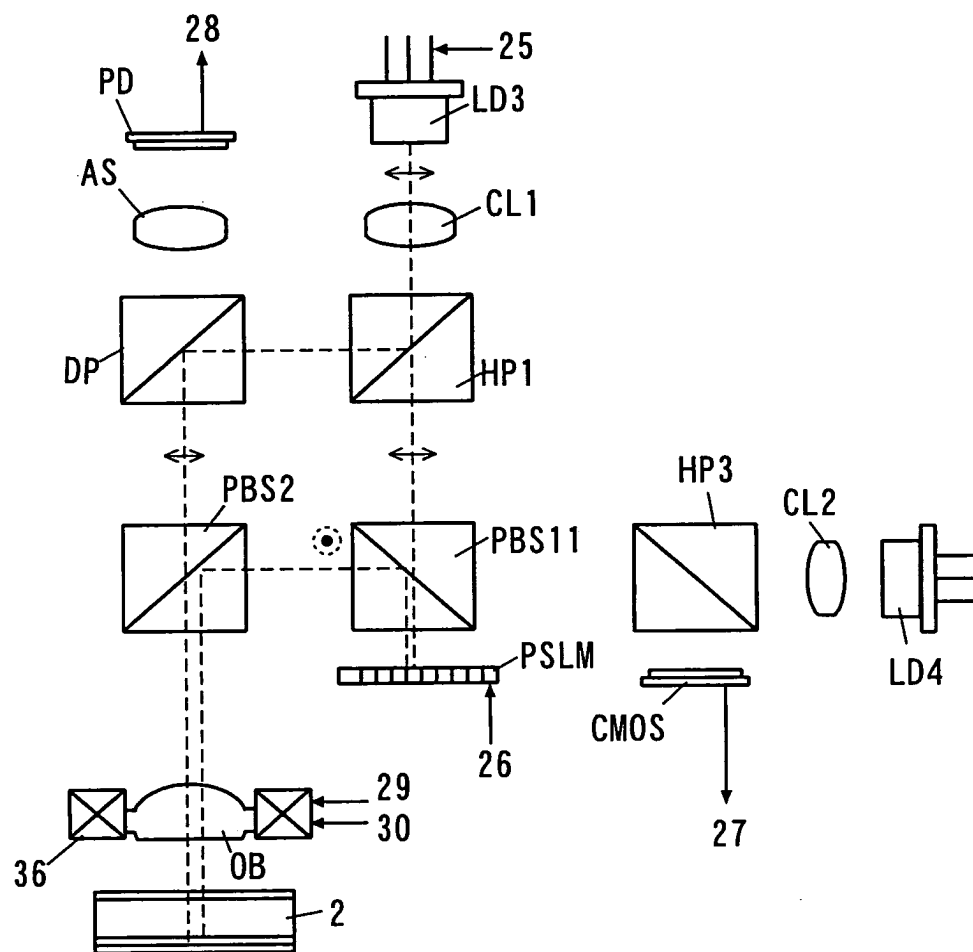 28
25
PD
LD3
AS
CL1
DP
HP1
PBS2
HP3
CL2
PBS11
PSLM
LD4
CMOS
26
29
30
27
36
OB
2